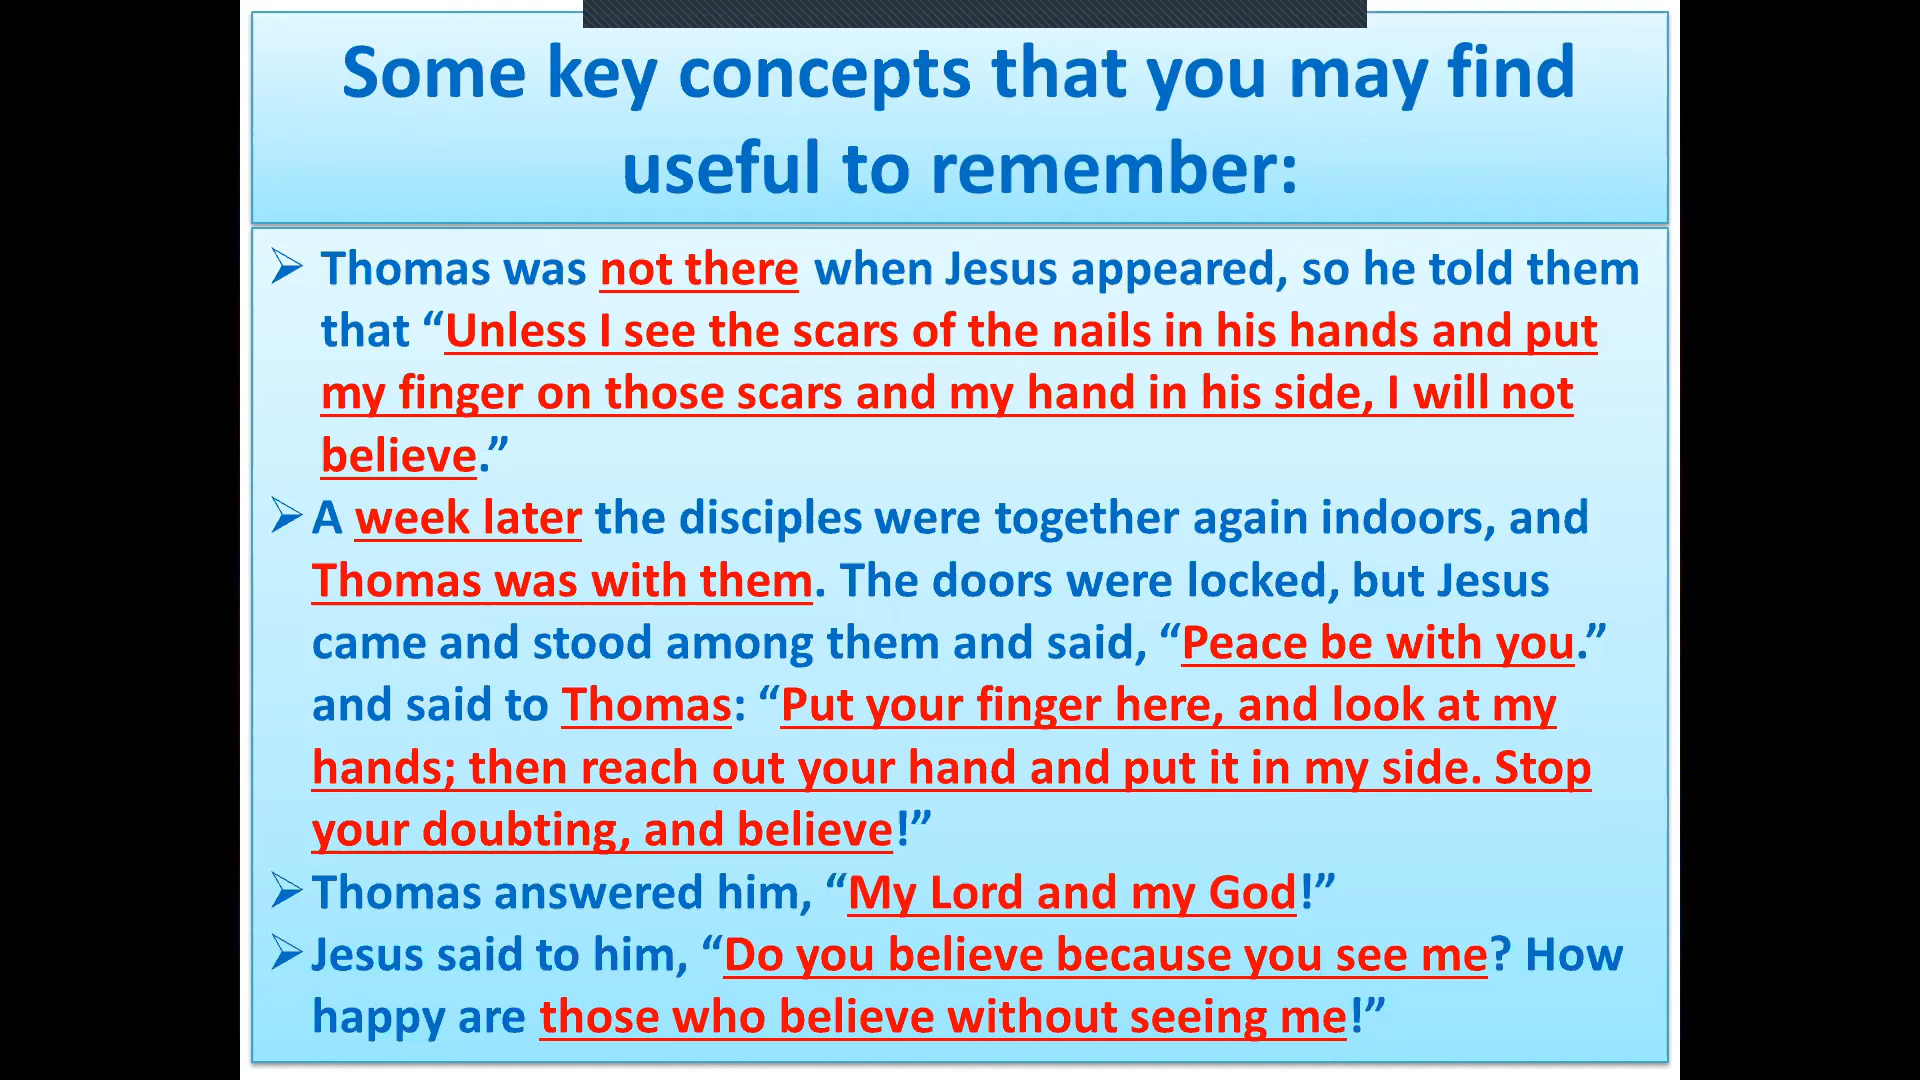 Some key concepts that you may find
useful to remember:
➢ Thomas was not there when Jesus appeared, so he told them
that “Unless I see the scars of the nails in his hands and put
my finger on those scars and my hand in his side, I will not
believe.”
➢ A week later the disciples were together again indoors, and
Thomas was with them. The doors were locked, but Jesus
came and stood among them and said, “Peace be with you.”
and said to Thomas: “Put your finger here, and look at my
hands; then reach out your hand and put it in my side. Stop
your doubting, and believe!”
➢ Thomas answered him, “My Lord and my God!”
➢ Jesus said to him, “Do you believe because you see me? How
happy are those who believe without seeing me!”